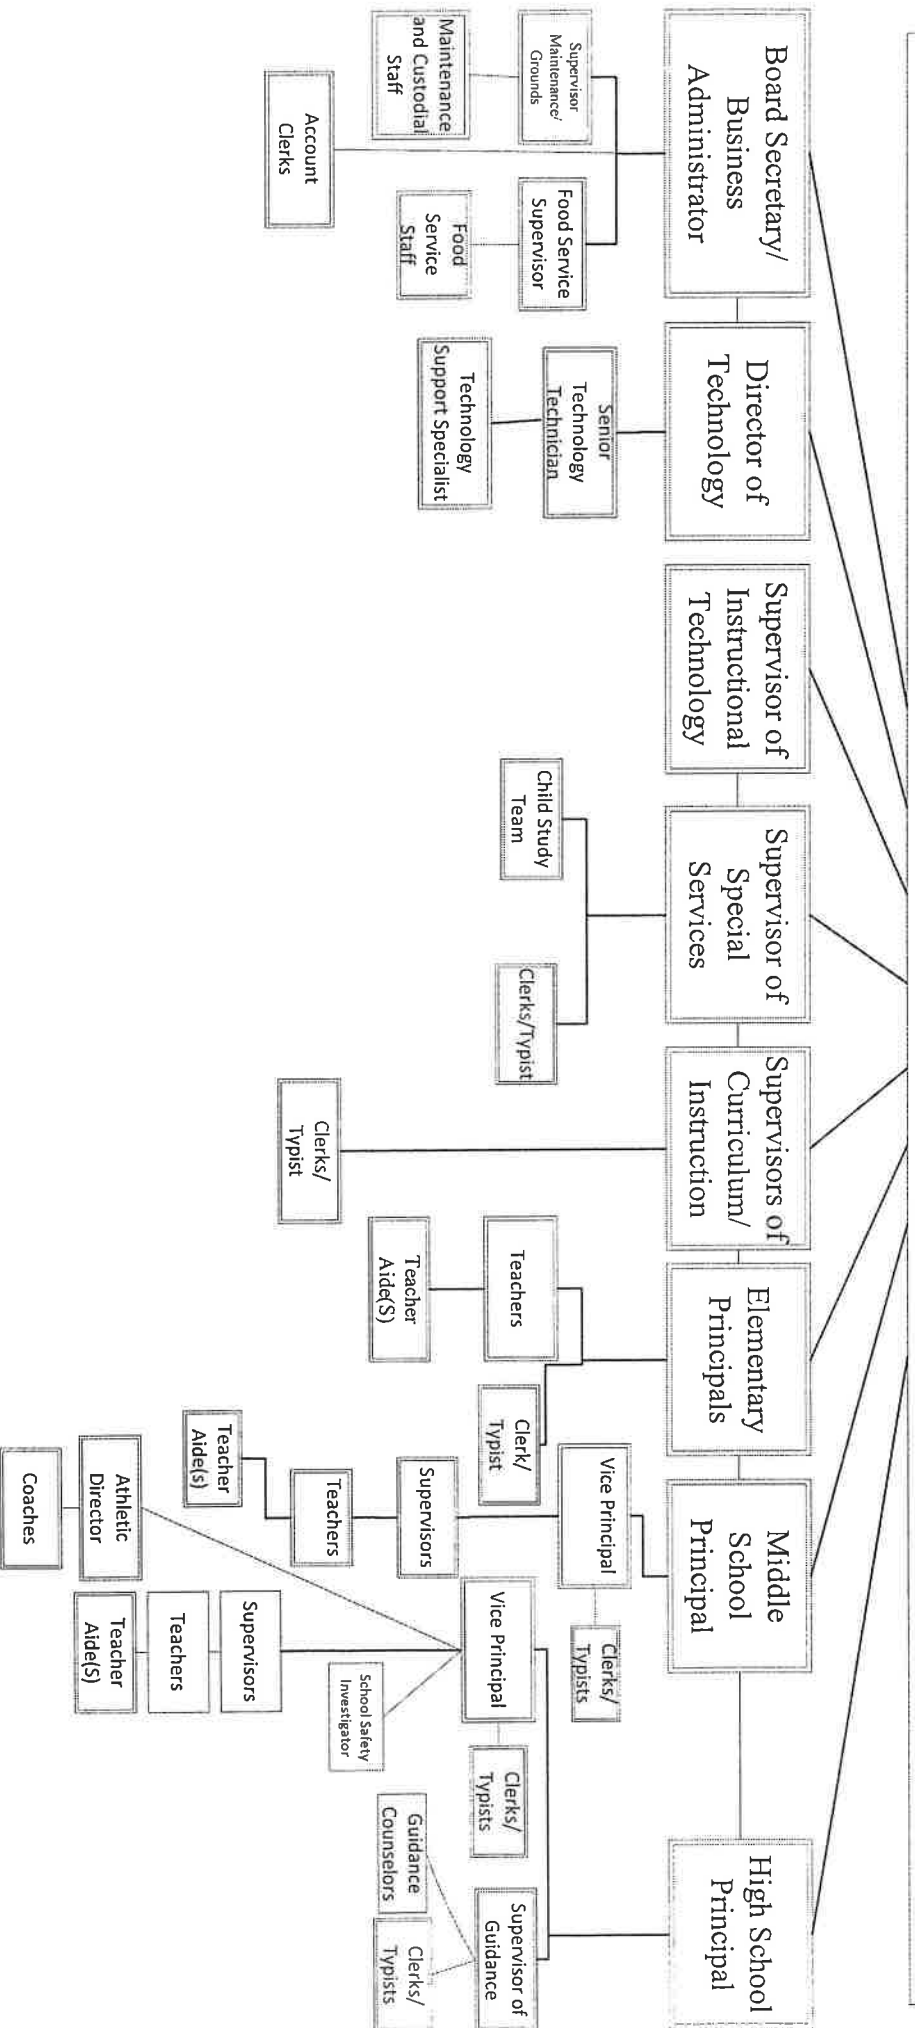 Board Secretary/
Business
Administrator
Director of
Technology
Supervisor of
Instructional
Technology
Supervisor of
Special
Services
Supervisors of
Curriculum/
Instruction
Elementary
Principals
Middle
School
Principal
High School
Principal
Supervisor
Maintenance/
Grounds
Maintenance
and Custodial
Staff
Account
Clerks
Food Service
Supervisor
Food
Service
Staff
Senior
Technology
Technician
Technology
Support Specialist
Child Study
Team
Clerks/Typist
Clerks/
Typist
Teachers
Teacher
Aide(S)
Clerk/
Typist
Vice Principal
Clerks/
Typists
Supervisors
Teachers
Teacher
Aide(s)
Vice Principal
Clerks/
Typists
School Safety
Investigator
Supervisors
Teachers
Teacher
Aide(S)
Athletic
Director
Coaches
Supervisor of
Guidance
Guidance
Counselors
Clerks/
Typists